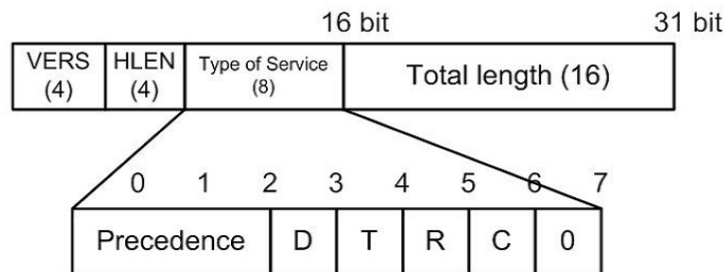 16 bit 31 bit
VERS (4) HLEN (4) Type of Service (8) Total length (16)
0 1 2 3 4 5 6 7
Precedence D T R C 0